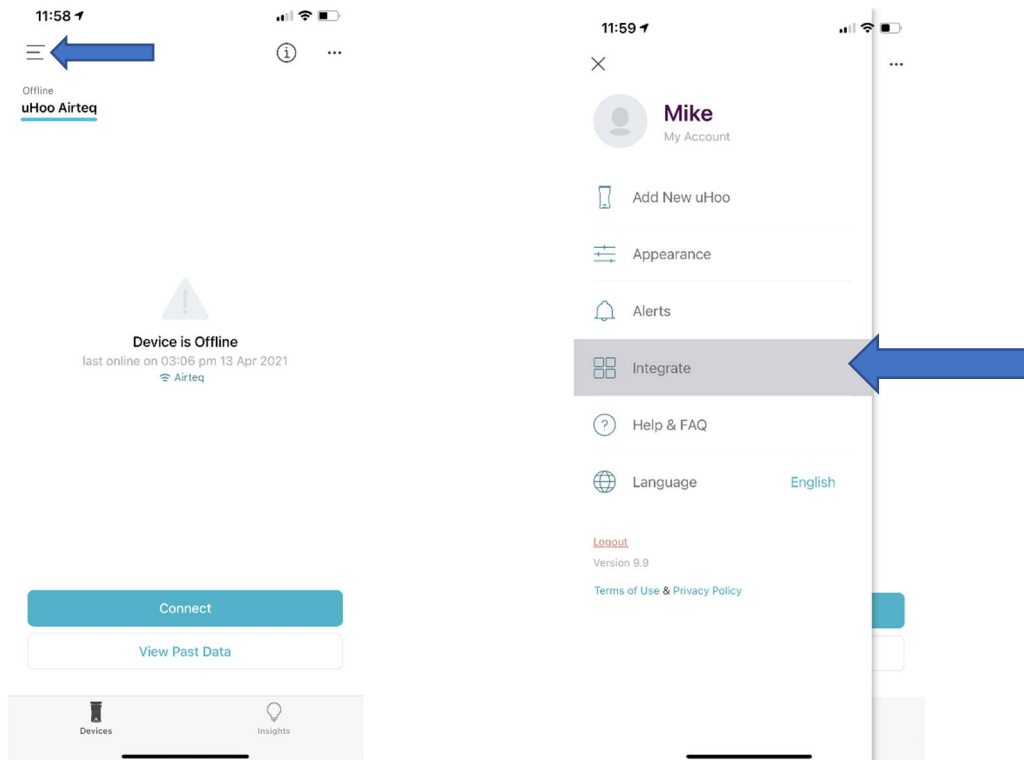 11:58
Offline
uHoo Airteq
Device is Offline
last online on 03:06 pm 13 Apr 2021
Airteq
Connect
View Past Data
Devices
Insights
11:59
Mike
My Account
Add New uHoo
Appearance
Alerts
Integrate
Help & FAQ
Language English
Logout
Version 9.9
Terms of Use & Privacy Policy